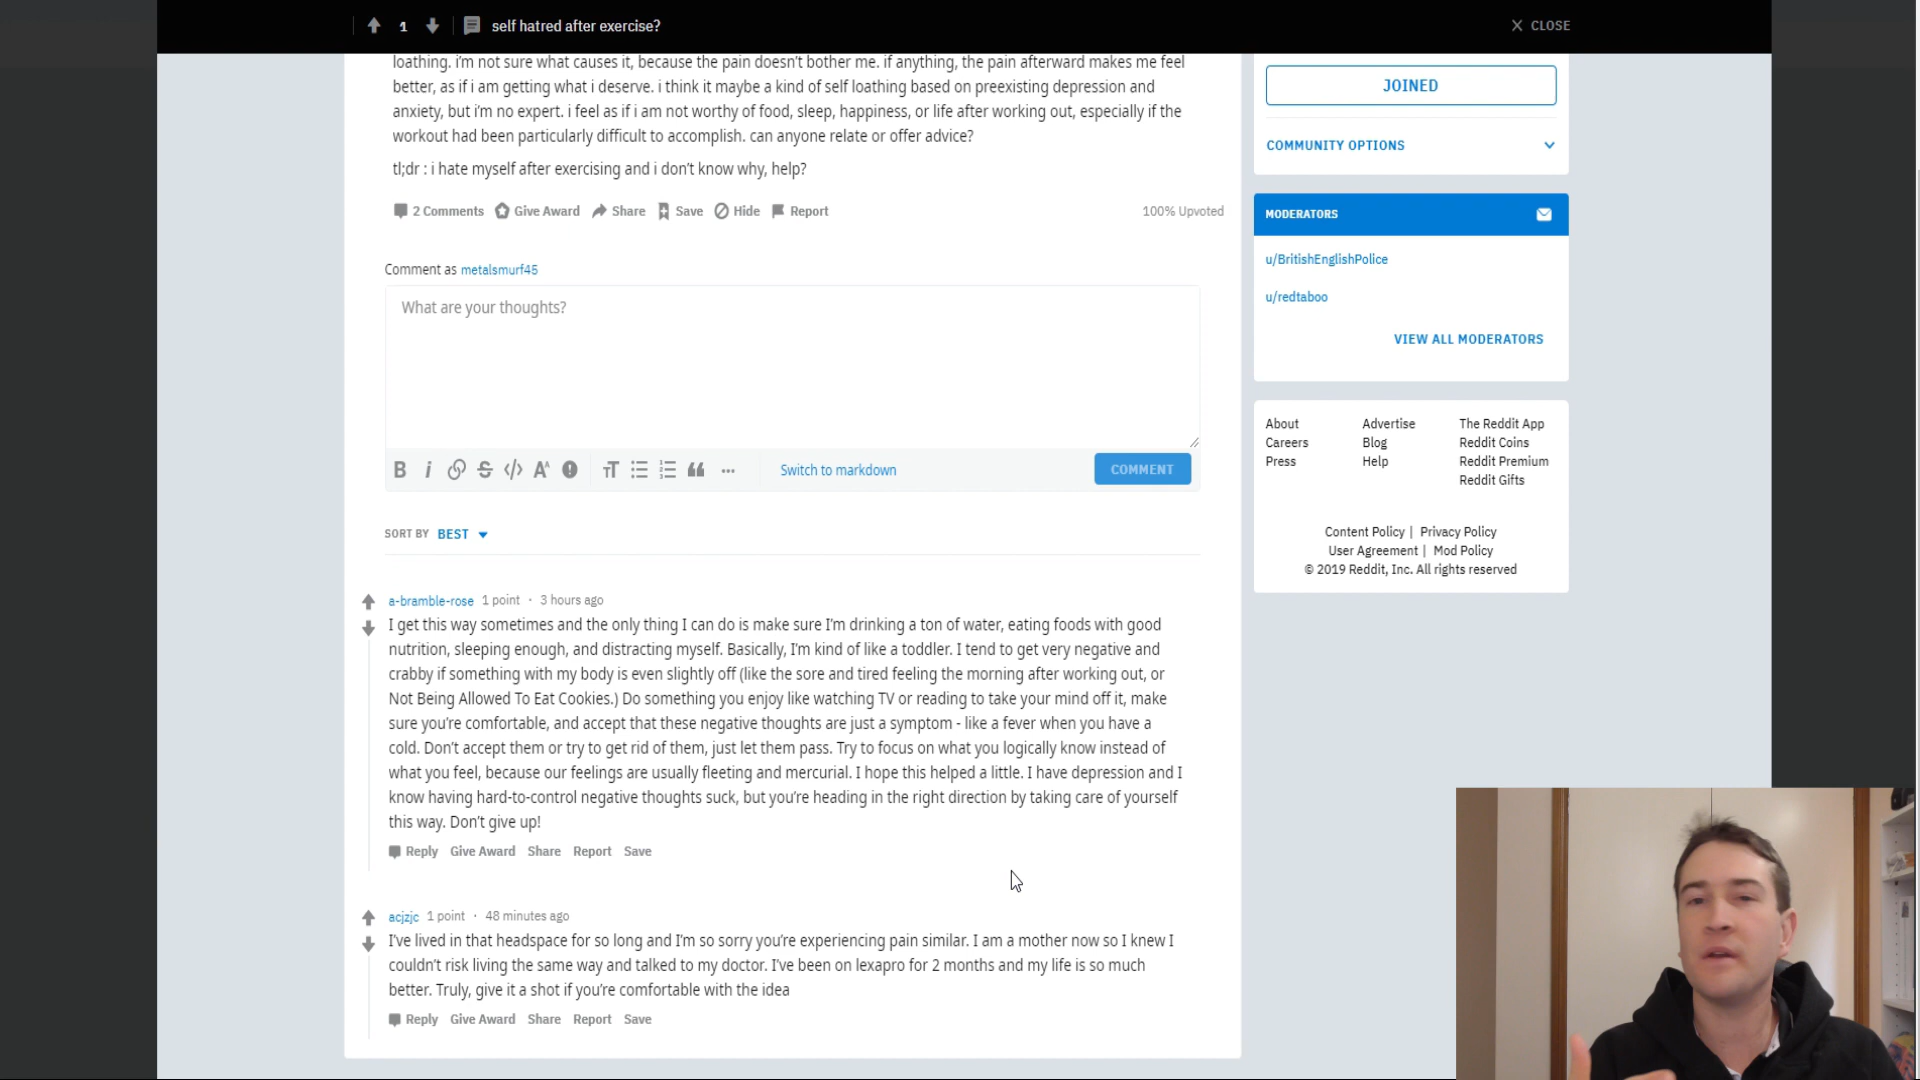 1 self hatred after exercise? CLOSE
loathing. i'm not sure what causes it, because the pain doesn't bother me. if anything, the pain afterward makes me feel
better, as if i am getting what i deserve. i think it maybe a kind of self loathing based on preexisting depression and
anxiety, but i'm no expert. i feel as if i am not worthy of food, sleep, happiness, or life after working out, especially if the
workout had been particularly difficult to accomplish. can anyone relate or offer advice?
tl;dr : i hate myself after exercising and i don't know why, help?
2 Comments Give Award Share Save Hide Report 100% Upvoted
Comment as metalsmurf45
What are your thoughts?
B i S </> A T Switch to markdown COMMENT
SORT BY BEST
a-bramble-rose 1 point · 3 hours ago
I get this way sometimes and the only thing I can do is make sure I'm drinking a ton of water, eating foods with good
nutrition, sleeping enough, and distracting myself. Basically, I'm kind of like a toddler. I tend to get very negative and
crabby if something with my body is even slightly off (like the sore and tired feeling the morning after working out, or
Not Being Allowed To Eat Cookies.) Do something you enjoy like watching TV or reading to take your mind off it, make
sure you're comfortable, and accept that these negative thoughts are just a symptom - like a fever when you have a
cold. Don't accept them or try to get rid of them, just let them pass. Try to focus on what you logically know instead of
what you feel, because our feelings are usually fleeting and mercurial. I hope this helped a little. I have depression and I
know having hard-to-control negative thoughts suck, but you're heading in the right direction by taking care of yourself
this way. Don't give up!
Reply Give Award Share Report Save
acjzjc 1 point · 48 minutes ago
I've lived in that headspace for so long and I'm so sorry you're experiencing pain similar. I am a mother now so I knew I
couldn't risk living the same way and talked to my doctor. I've been on lexapro for 2 months and my life is so much
better. Truly, give it a shot if you're comfortable with the idea
Reply Give Award Share Report Save
JOINED
COMMUNITY OPTIONS
MODERATORS
u/BritishEnglishPolice
u/redtaboo
VIEW ALL MODERATORS
About Advertise The Reddit App
Careers Blog Reddit Coins
Press Help Reddit Premium
Reddit Gifts
Content Policy | Privacy Policy
User Agreement | Mod Policy
© 2019 Reddit, Inc. All rights reserved